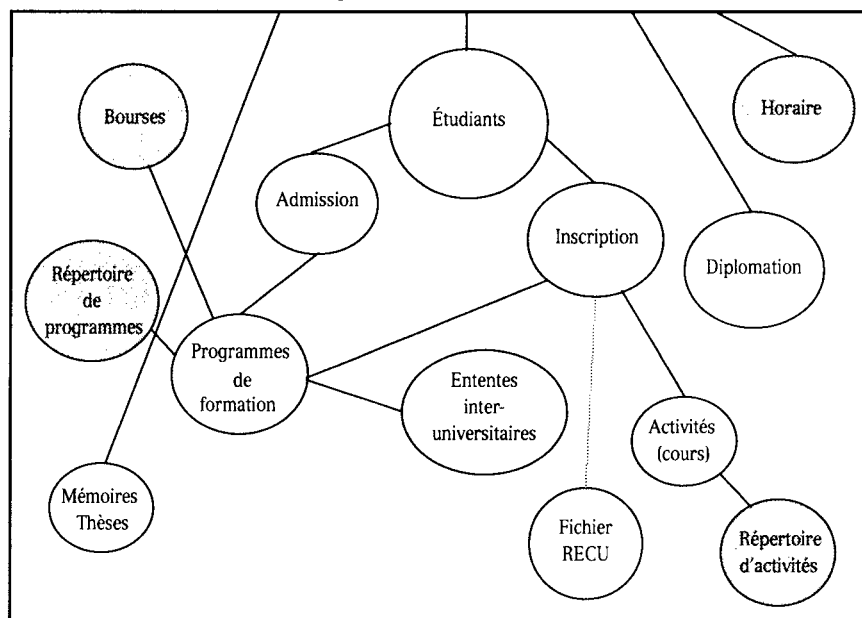 Bourses
Étudiants
Horaire
Admission
Inscription
Diplomation
Répertoire
de
programmes
Programmes
de
formation
Ententes
inter-
universitaires
Activités
(cours)
Mémoires
Thèses
Fichier
RECU
Répertoire
d'activités